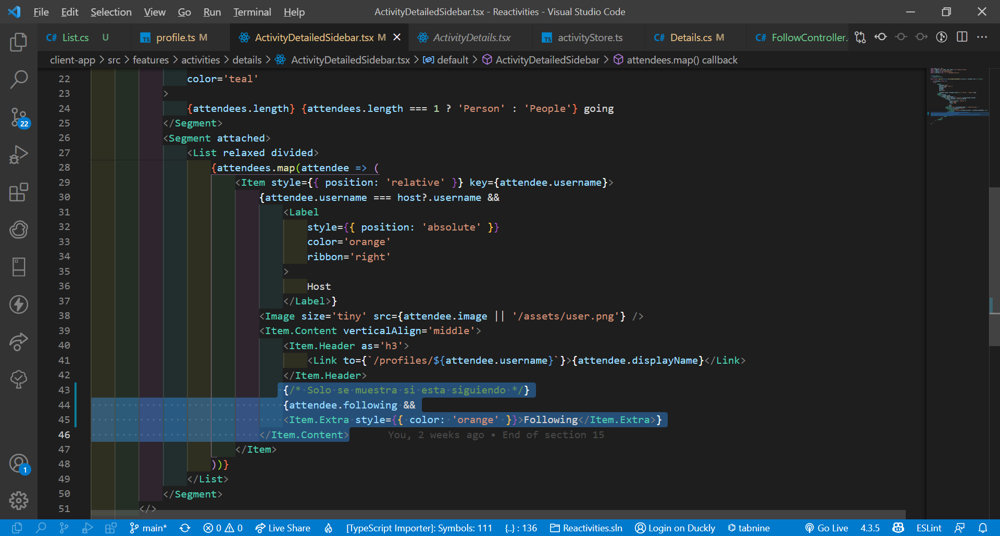 File Edit Selection View Go Run Terminal Help ActivityDetailedSidebar.tsx - Reactivities - Visual Studio Code
C# List.cs U TS profile.ts M ActivityDetailedSidebar.tsx M ActivityDetails.tsx TS activityStore.ts C# Details.cs M C# FollowController.
client-app > src > features > activities > details > ActivityDetailedSidebar.tsx > default > ActivityDetailedSidebar > attendees.map() callback
22 color='teal'
23 >
24 {attendees.length} {attendees.length === 1 ? 'Person' : 'People'} going
25 </Segment>
26 <Segment attached>
27 <List relaxed divided>
28 {attendees.map(attendee => (
29 <Item style={{ position: 'relative' }} key={attendee.username}>
30 {attendee.username === host?.username &&
31 <Label
32 style={{ position: 'absolute' }}
33 color='orange'
34 ribbon='right'
35 >
36 Host
37 </Label>}
38 <Image size='tiny' src={attendee.image || '/assets/user.png'} />
39 <Item.Content verticalAlign='middle'>
40 <Item.Header as='h3'>
41 <Link to={`/profiles/${attendee.username}`}>{attendee.displayName}</Link>
42 </Item.Header>
43 {/* Solo se muestra si esta siguiendo */}
44 {attendee.following &&
45 <Item.Extra style={{ color: 'orange' }}>Following</Item.Extra>}
46 </Item.Content> You, 2 weeks ago • End of section 15
47 </Item>
48 ))}
49 </List>
50 </Segment>
51 </>
22
1
main* 0 0 Live Share [TypeScript Importer]: Symbols: 111 {..} : 136 Reactivities.sln Login on Duckly tabnine Go Live 4.3.5 ESLint